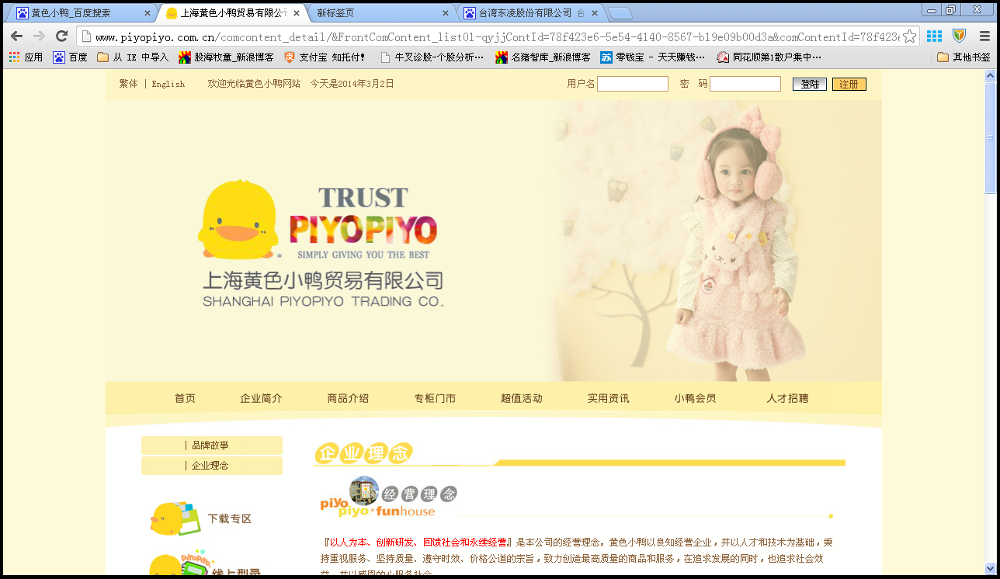 黄色小鸭_百度搜索
上海黄色小鸭贸易有限公司
新标签页
台湾东凌股份有限公司 台
www.piyopiyo.com.cn/comcontent_detail/&FrontComContent_list01-qyjjContId=78f423e6-5e54-4140-8567-b19e09b00d3a&comContentId=78f423e
应用
百度
从 IE 中导入
股海牧童_新浪博客
支付宝 知托付！
牛叉诊股-个股分析…
名猪智库_新浪博客
零钱宝 - 天天赚钱…
同花顺第1散户集中…
其他书签
繁体 | English 欢迎光临黄色小鸭网站 今天是2014年3月2日
用户名 密 码 登陆 注册
TRUST
PIYOPIYO
SIMPLY GIVING YOU THE BEST
上海黄色小鸭贸易有限公司
SHANGHAI PIYOPIYO TRADING CO.
首页 企业简介 商品介绍 专柜门市 超值活动 实用资讯 小鸭会员 人才招聘
| 品牌故事
| 企业理念
下载专区
PiYoPiYo
线上型录
企业理念
经营理念
piyo
piyo·funhouse
『以人为本、创新研发、回馈社会和永续经营』是本公司的经营理念。黄色小鸭以良知经营企业，并以人才和技术为基础，秉
持重视服务、坚持质量、遵守时效、价格公道的宗旨，致力创造最高质量的商品和服务，在追求发展的同时，也追求社会效
益，并以感恩的心服务社会